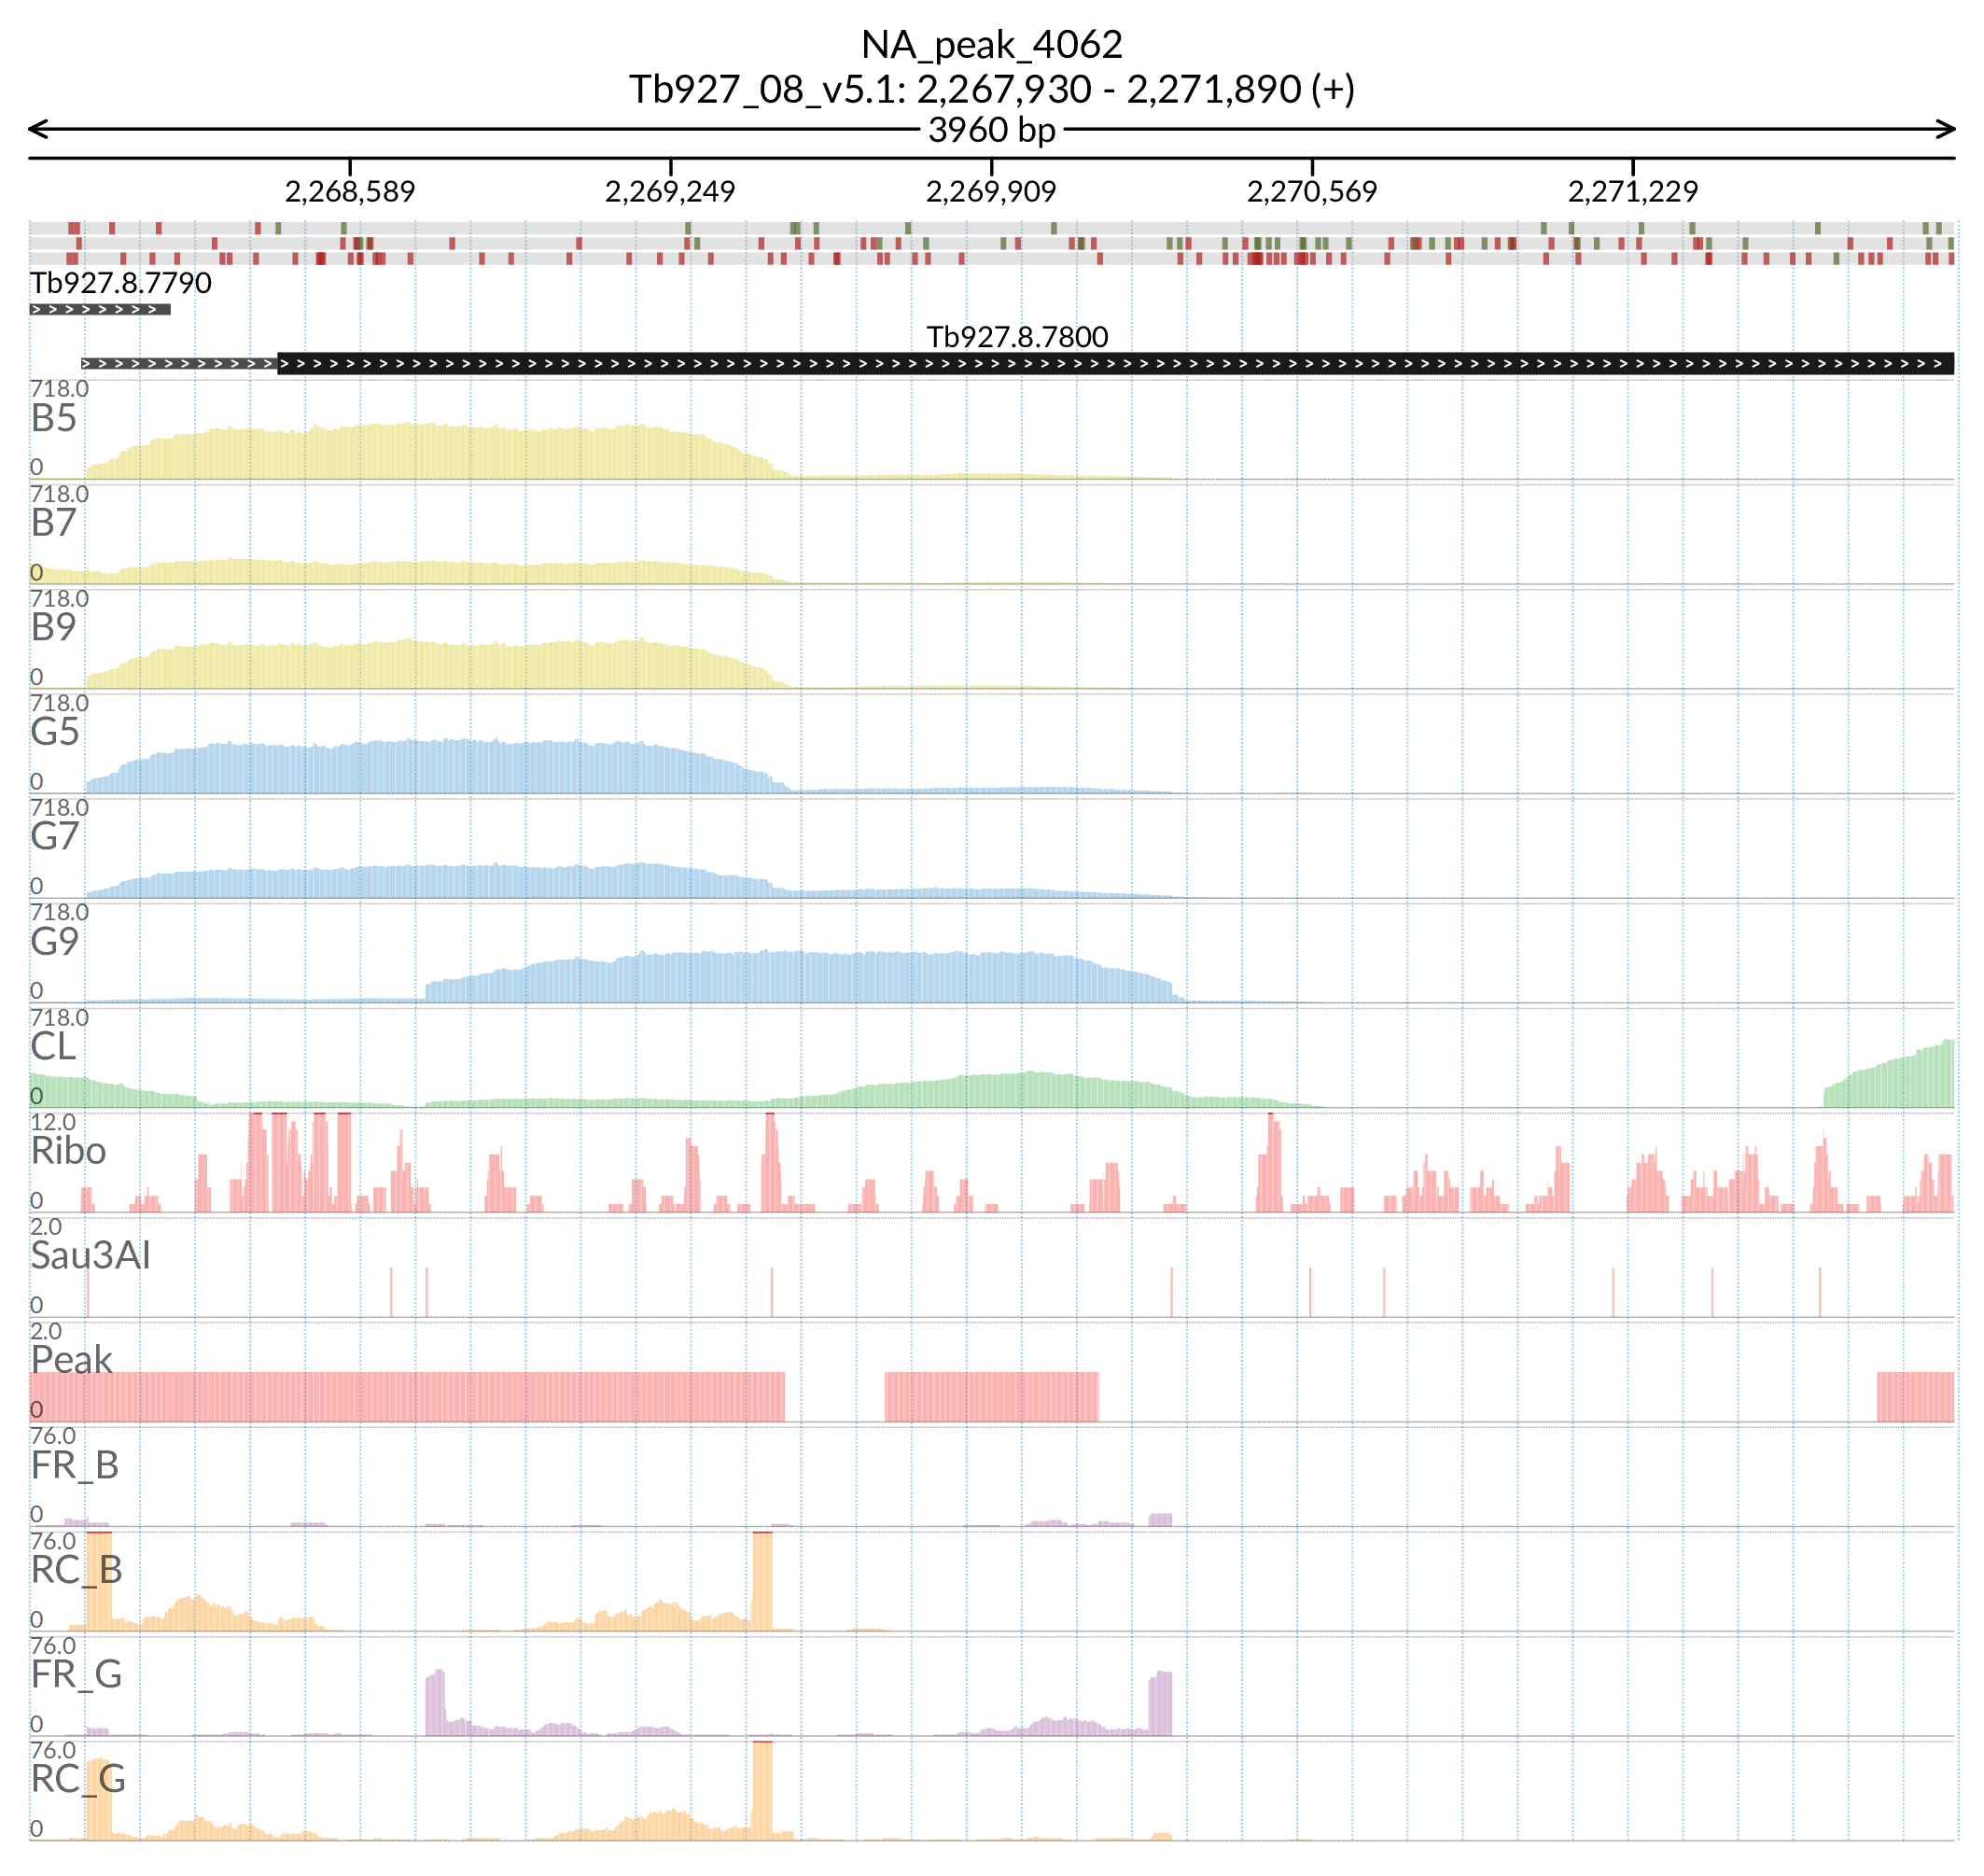 NA_peak_4062
Tb927_08_v5.1: 2,267,930 - 2,271,890 (+)
3960 bp
2,268,589 2,269,249 2,269,909 2,270,569 2,271,229
Tb927.8.7790
Tb927.8.7800
718.0
B5
0
718.0
B7
0
718.0
B9
0
718.0
G5
0
718.0
G7
0
718.0
G9
0
718.0
CL
0
12.0
Ribo
0
2.0
Sau3AI
0
2.0
Peak
0
76.0
FR_B
0
76.0
RC_B
0
76.0
FR_G
0
76.0
RC_G
0